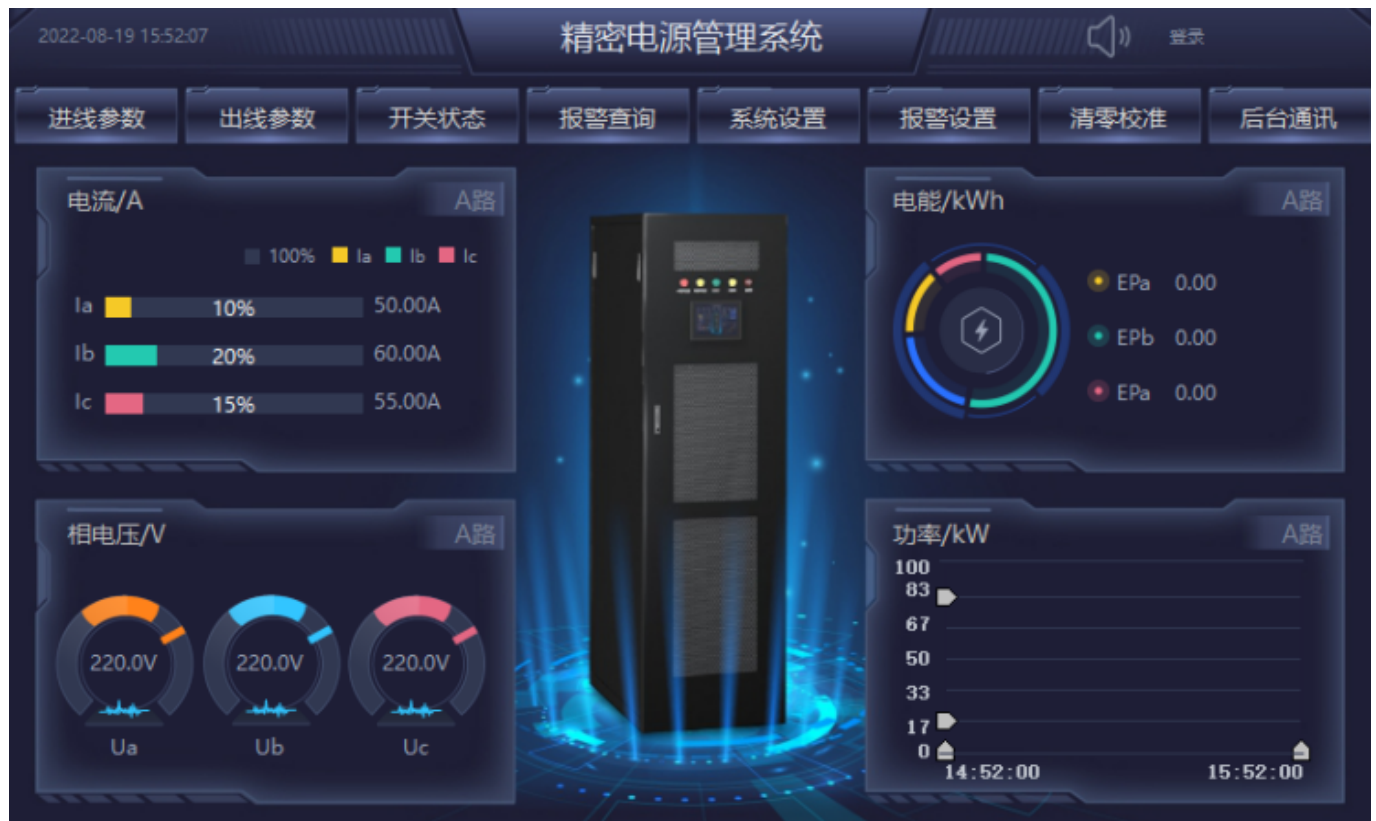 2022-08-19 15:52:07
精密电源管理系统
登录
进线参数 出线参数 开关状态 报警查询 系统设置 报警设置 清零校准 后台通讯
电流/A A路
100% Ia Ib Ic
Ia 10% 50.00A
Ib 20% 60.00A
Ic 15% 55.00A
电能/kWh A路
EPa 0.00
EPb 0.00
EPa 0.00
相电压/V A路
220.0V 220.0V 220.0V
Ua Ub Uc
功率/kW A路
100
83
67
50
33
17
0
14:52:00 15:52:00